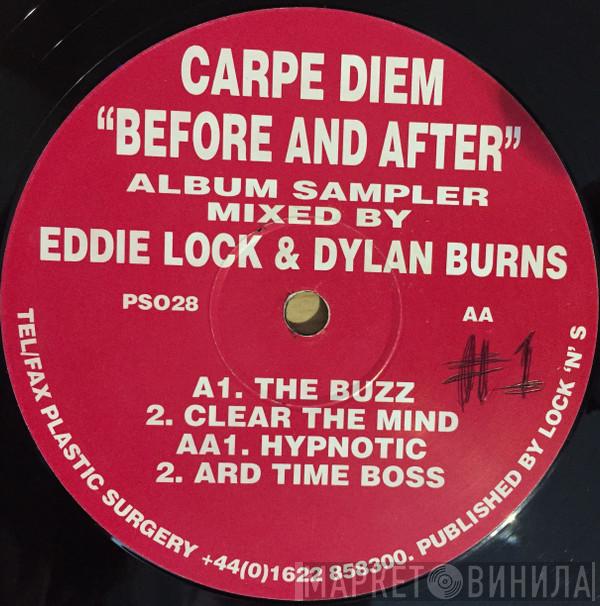 CARPE DIEM
“BEFORE AND AFTER”
ALBUM SAMPLER
MIXED BY
EDDIE LOCK & DYLAN BURNS
PSO28
AA
#1
A1. THE BUZZ
2. CLEAR THE MIND
AA1. HYPNOTIC
2. ARD TIME BOSS
TEL/FAX PLASTIC SURGERY +44(0)1622 858300. PUBLISHED BY LOCK 'N' S
МАРКЕТ ВИНИЛА